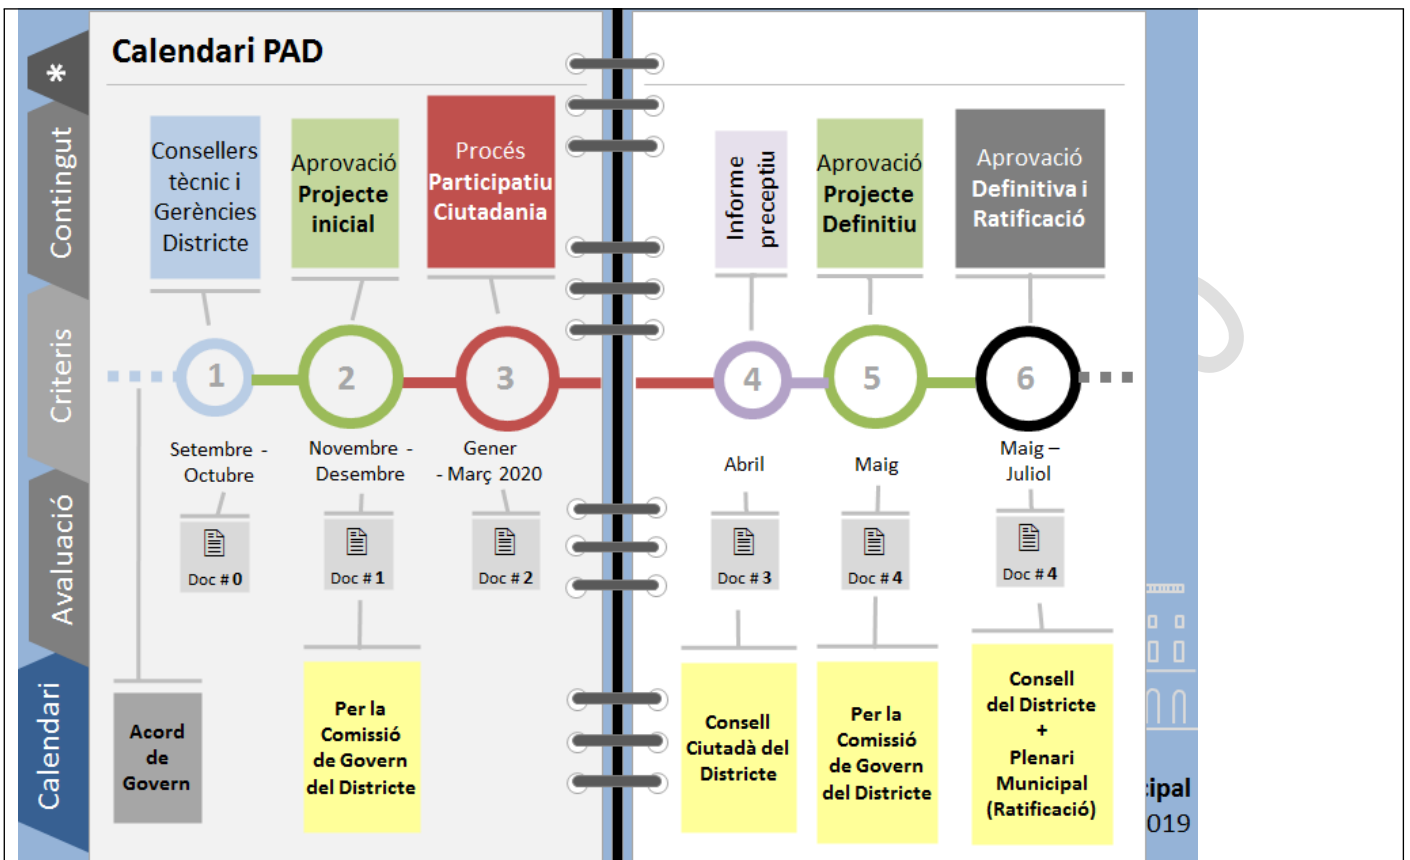 Calendari PAD
*
Contingut
Criteris
Avaluació
Calendari
Consellers
tècnic i
Gerències
Districte
Aprovació
Projecte
inicial
Procés
Participatiu
Ciutadania
Informe
preceptiu
Aprovació
Projecte
Definitiu
Aprovació
Definitiva i
Ratificació
1
2
3
4
5
6
Setembre -
Octubre
Novembre -
Desembre
Gener
- Març 2020
Abril
Maig
Maig –
Juliol
Doc # 0
Doc # 1
Doc # 2
Doc # 3
Doc # 4
Doc # 4
Acord
de
Govern
Per la
Comissió
de Govern
del Districte
Consell
Ciutadà del
Districte
Per la
Comissió
de Govern
del Districte
Consell
del Districte
+
Plenari
Municipal
(Ratificació)
cipal
019